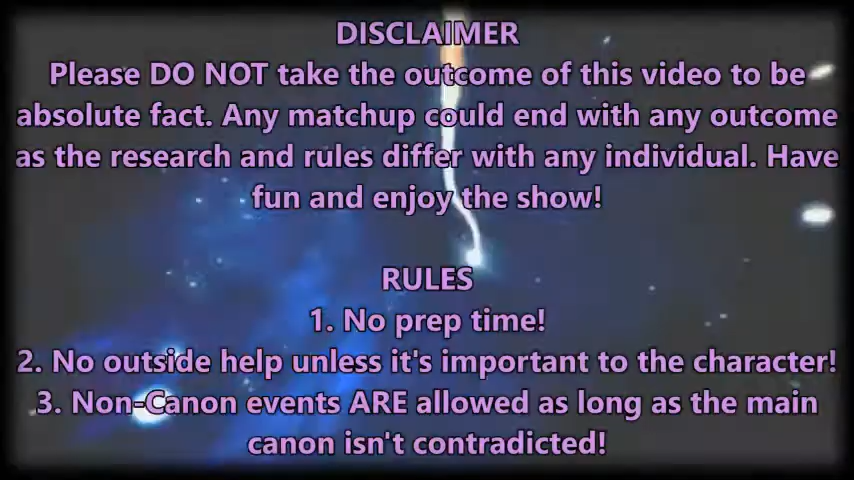 DISCLAIMER
Please DO NOT take the outcome of this video to be
absolute fact. Any matchup could end with any outcome
as the research and rules differ with any individual. Have
fun and enjoy the show!
RULES
1. No prep time!
2. No outside help unless it's important to the character!
3. Non-Canon events ARE allowed as long as the main
canon isn't contradicted!